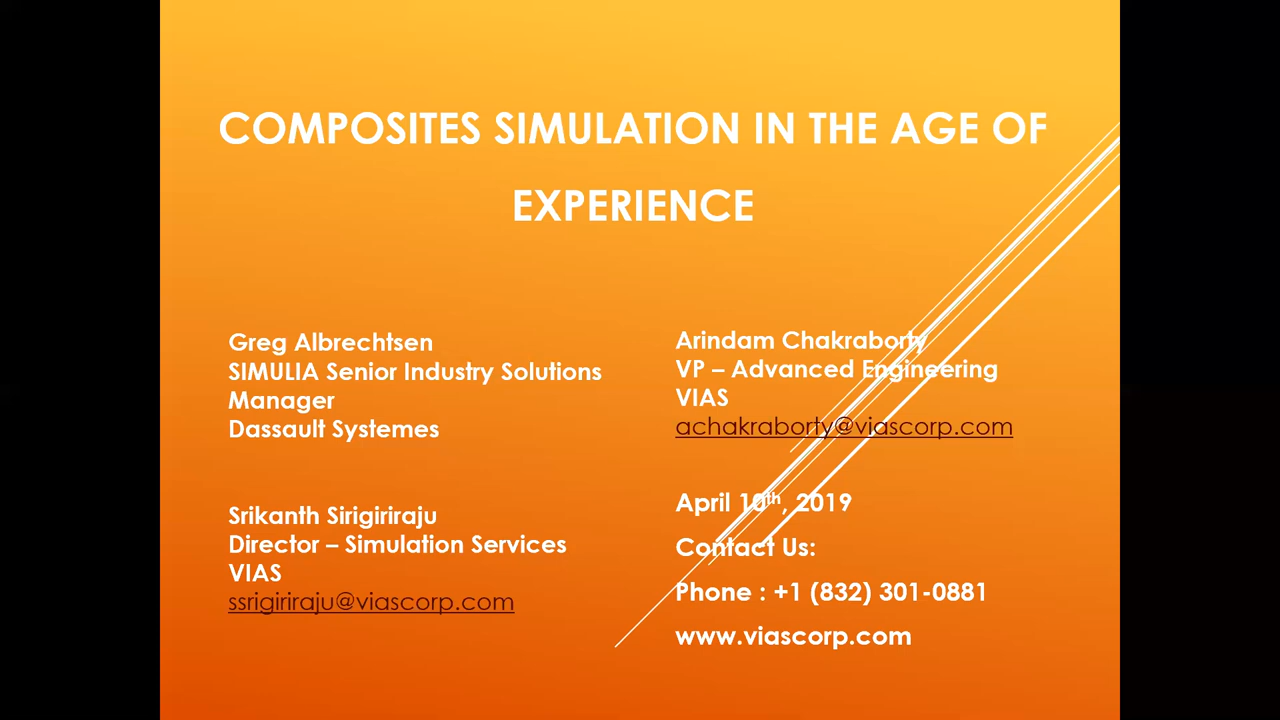 COMPOSITES SIMULATION IN THE AGE OF
EXPERIENCE
Greg Albrechtsen
SIMULIA Senior Industry Solutions
Manager
Dassault Systemes
Srikanth Sirigiriraju
Director – Simulation Services
VIAS
ssrigiriraju@viascorp.com
Arindam Chakraborty
VP – Advanced Engineering
VIAS
achakraborty@viascorp.com
April 10th, 2019
Contact Us:
Phone : +1 (832) 301-0881
www.viascorp.com